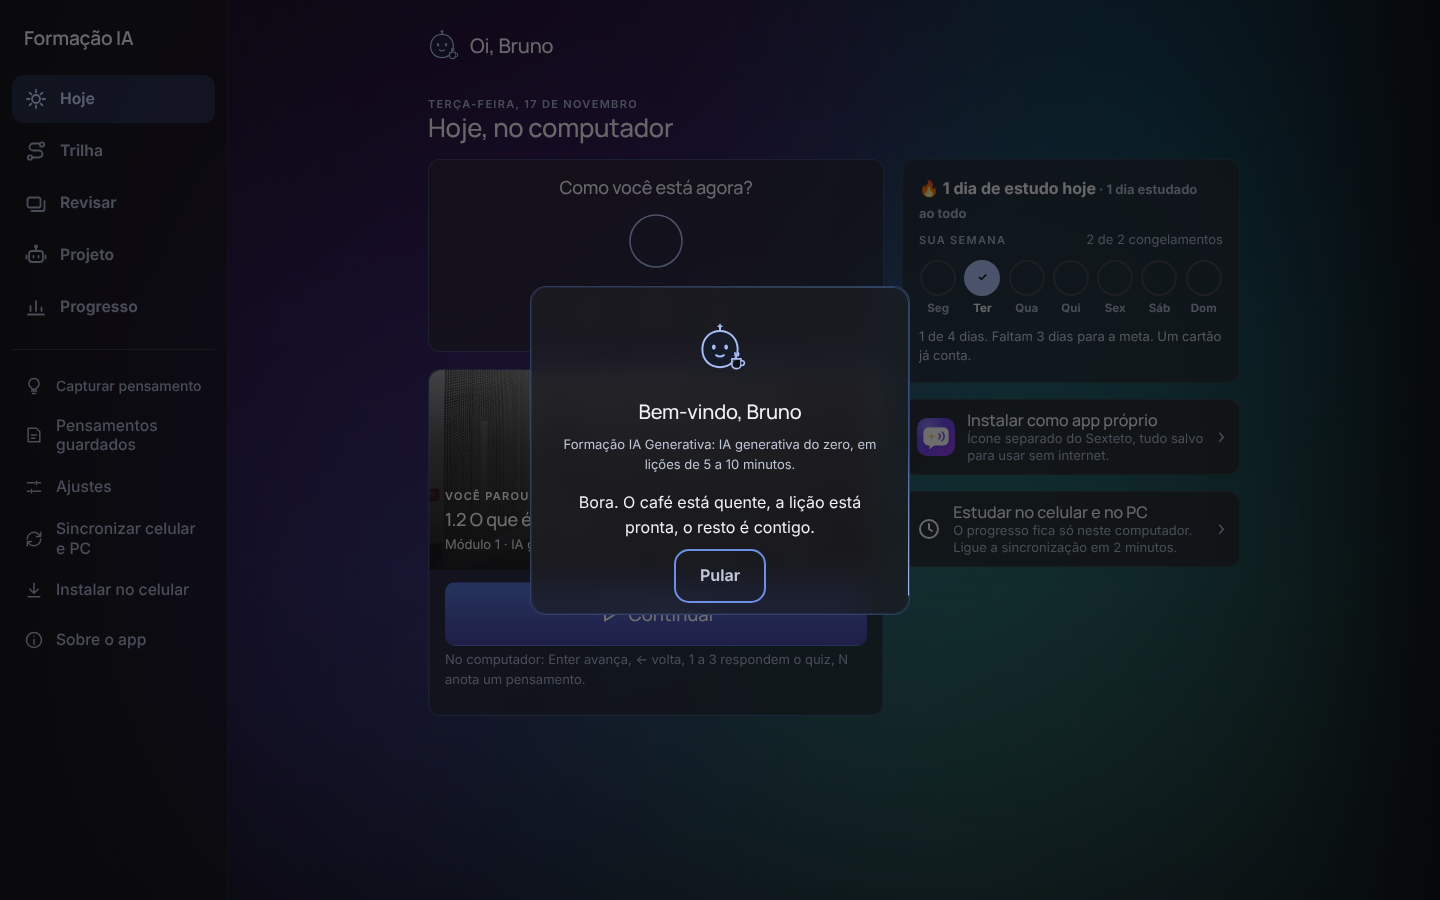 Formação IA
Hoje
Trilha
Revisar
Projeto
Progresso
Capturar pensamento
Pensamentos
guardados
Ajustes
Sincronizar celular
e PC
Instalar no celular
Sobre o app
Oi, Bruno
TERÇA-FEIRA, 17 DE NOVEMBRO
Hoje, no computador
Como você está agora?
VOCÊ PAROU
1.2 O que é
Módulo 1 · IA
Bem-vindo, Bruno
Formação IA Generativa: IA generativa do zero, em
lições de 5 a 10 minutos.
Bora. O café está quente, a lição está
pronta, o resto é contigo.
Pular
Continuar
No computador: Enter avança, ← volta, 1 a 3 respondem o quiz, N
anota um pensamento.
🔥 1 dia de estudo hoje · 1 dia estudado
ao todo
SUA SEMANA 2 de 2 congelamentos
Seg Ter Qua Qui Sex Sáb Dom
1 de 4 dias. Faltam 3 dias para a meta. Um cartão
já conta.
Instalar como app próprio
Ícone separado do Sexteto, tudo salvo
para usar sem internet.
Estudar no celular e no PC
O progresso fica só neste computador.
Ligue a sincronização em 2 minutos.